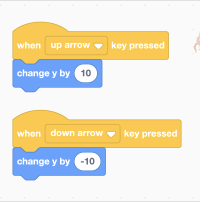 when up arrow key pressed
change y by 10
when down arrow key pressed
change y by -10